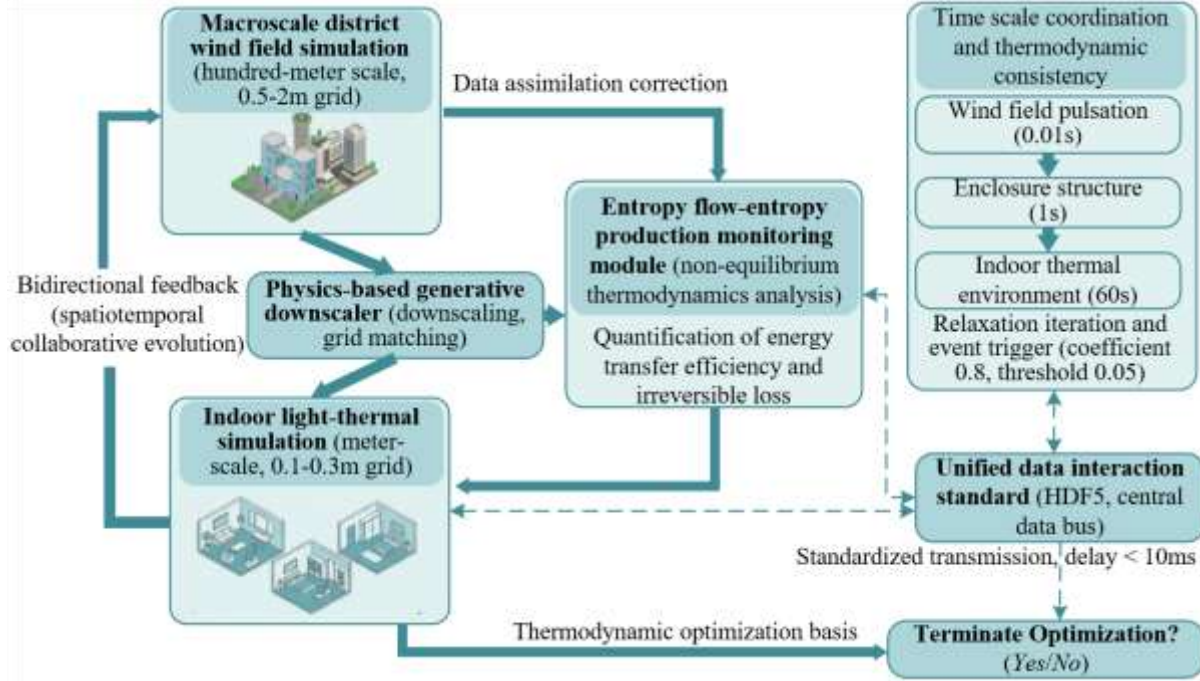 Macroscale district
wind field simulation
(hundred-meter scale,
0.5-2m grid)
Data assimilation correction
Time scale coordination
and thermodynamic
consistency
Wind field pulsation
(0.01s)
Enclosure structure
(1s)
Indoor thermal
environment (60s)
Relaxation iteration and
event trigger (coefficient
0.8, threshold 0.05)
Entropy flow-entropy
production monitoring
module (non-equilibrium
thermodynamics analysis)
Quantification of energy
transfer efficiency and
irreversible loss
Bidirectional feedback
(spatiotemporal
collaborative evolution)
Physics-based generative
downscaler (downscaling,
grid matching)
Indoor light-thermal
simulation (meter-
scale, 0.1-0.3m grid)
Unified data interaction
standard (HDF5, central
data bus)
Standardized transmission, delay < 10ms
Thermodynamic optimization basis
Terminate Optimization?
(Yes/No)